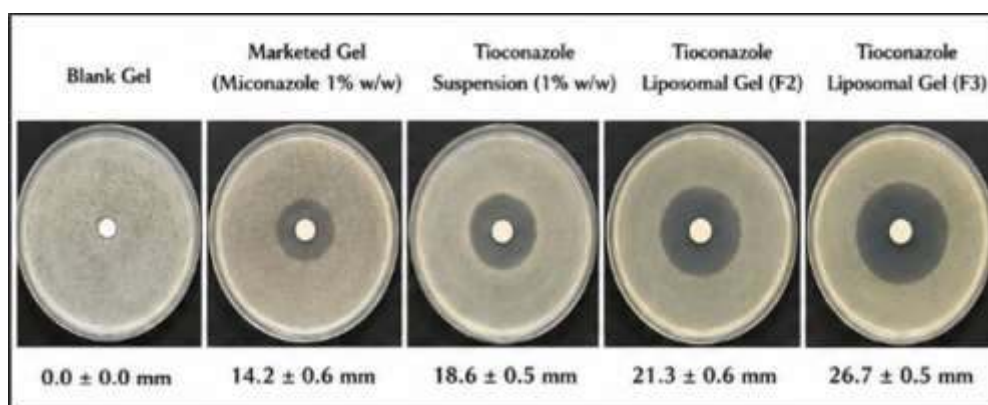 Blank Gel
Marketed Gel
(Miconazole 1% w/w)
Tioconazole
Suspension (1% w/w)
Tioconazole
Liposomal Gel (F2)
Tioconazole
Liposomal Gel (F3)
0.0 ± 0.0 mm
14.2 ± 0.6 mm
18.6 ± 0.5 mm
21.3 ± 0.6 mm
26.7 ± 0.5 mm